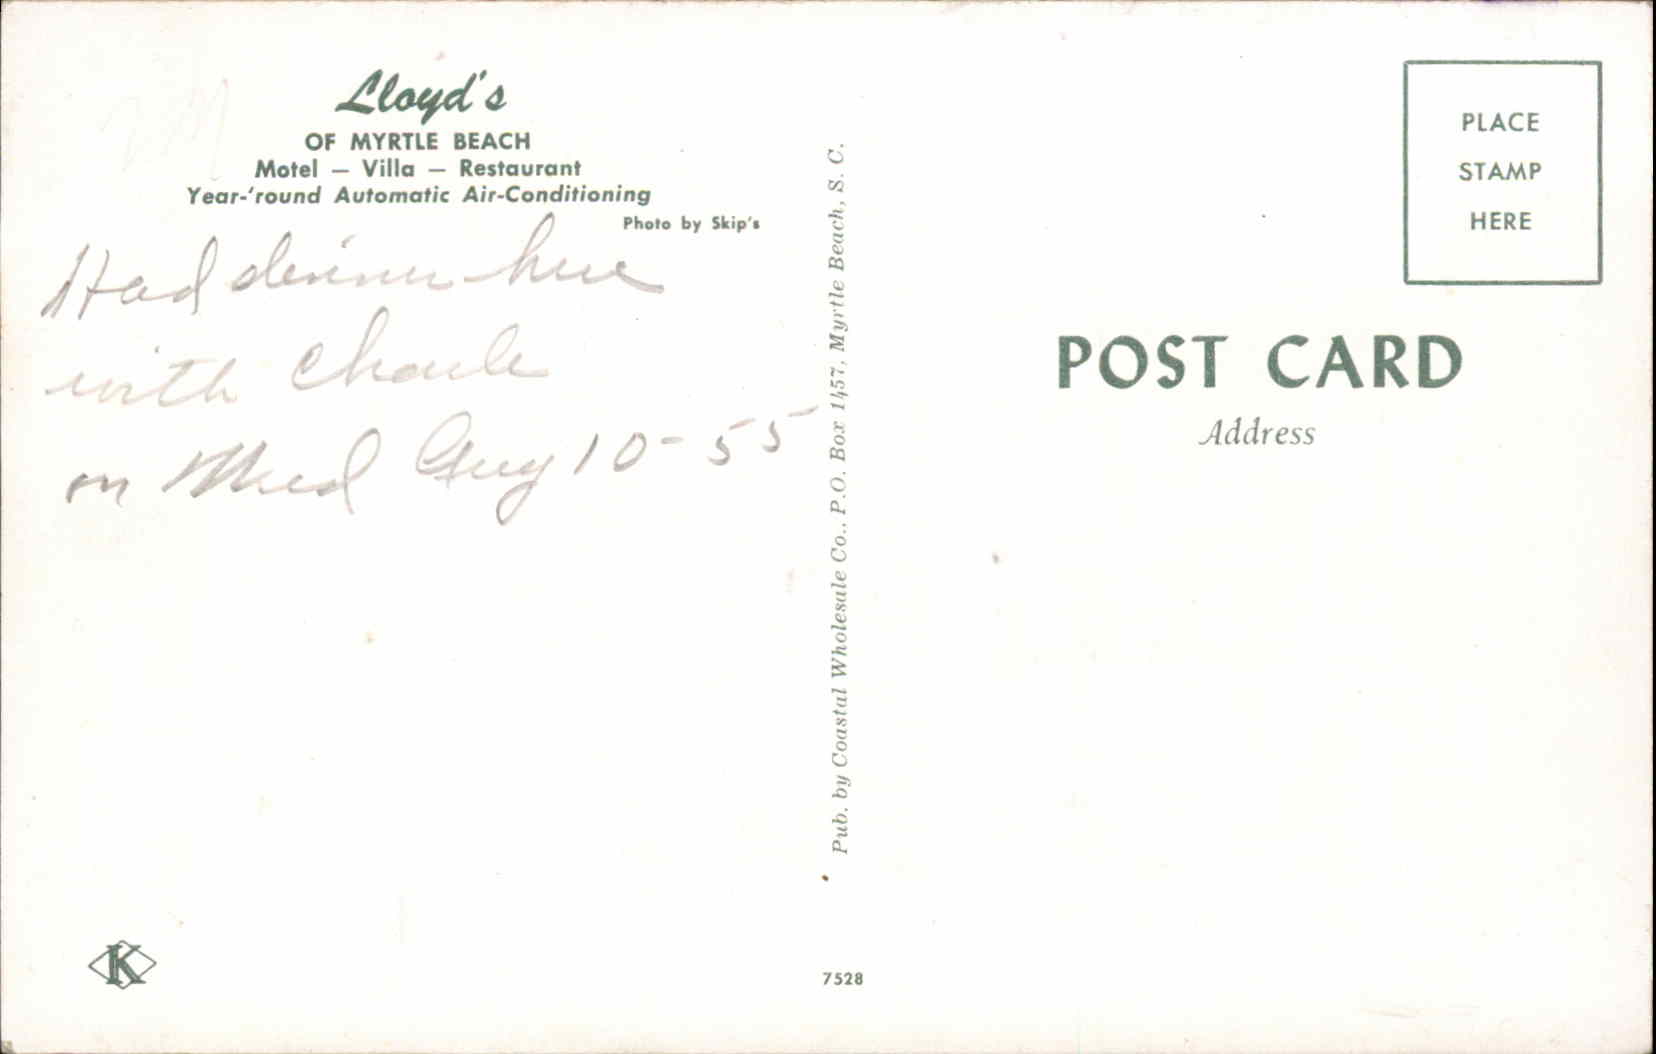 Lloyd's
OF MYRTLE BEACH
Motel — Villa — Restaurant
Year-'round Automatic Air-Conditioning
Photo by Skip's
Had dinner here
with Charle
on Wed Aug 10-55
Pub. by Coastal Wholesale Co., P.O. Box 1457, Myrtle Beach, S. C.
PLACE
STAMP
HERE
POST CARD
Address
K
7528